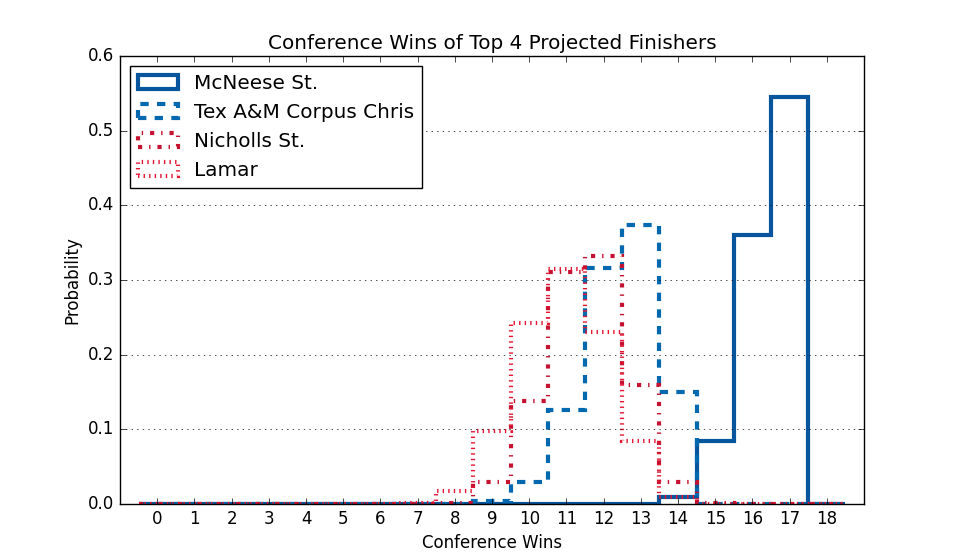 Conference Wins of Top 4 Projected Finishers
McNeese St.
Tex A&M Corpus Chris
Nicholls St.
Lamar
Probability
0.6
0.5
0.4
0.3
0.2
0.1
0.0
0 1 2 3 4 5 6 7 8 9 10 11 12 13 14 15 16 17 18
Conference Wins